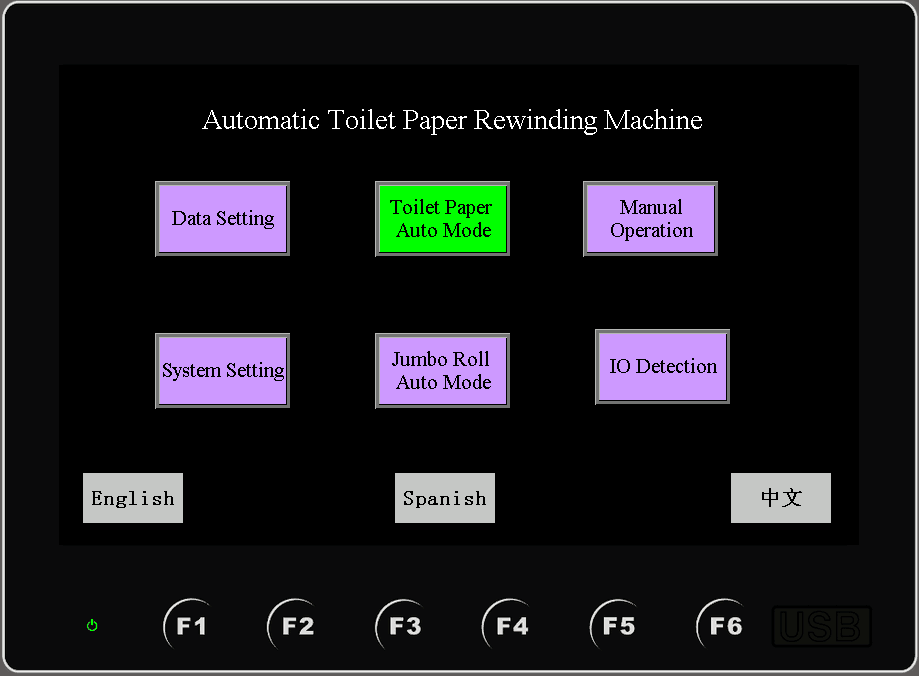 Automatic Toilet Paper Rewinding Machine
Data Setting
Toilet Paper
Auto Mode
Manual
Operation
System Setting
Jumbo Roll
Auto Mode
IO Detection
English
Spanish
中文
F1
F2
F3
F4
F5
F6
USB